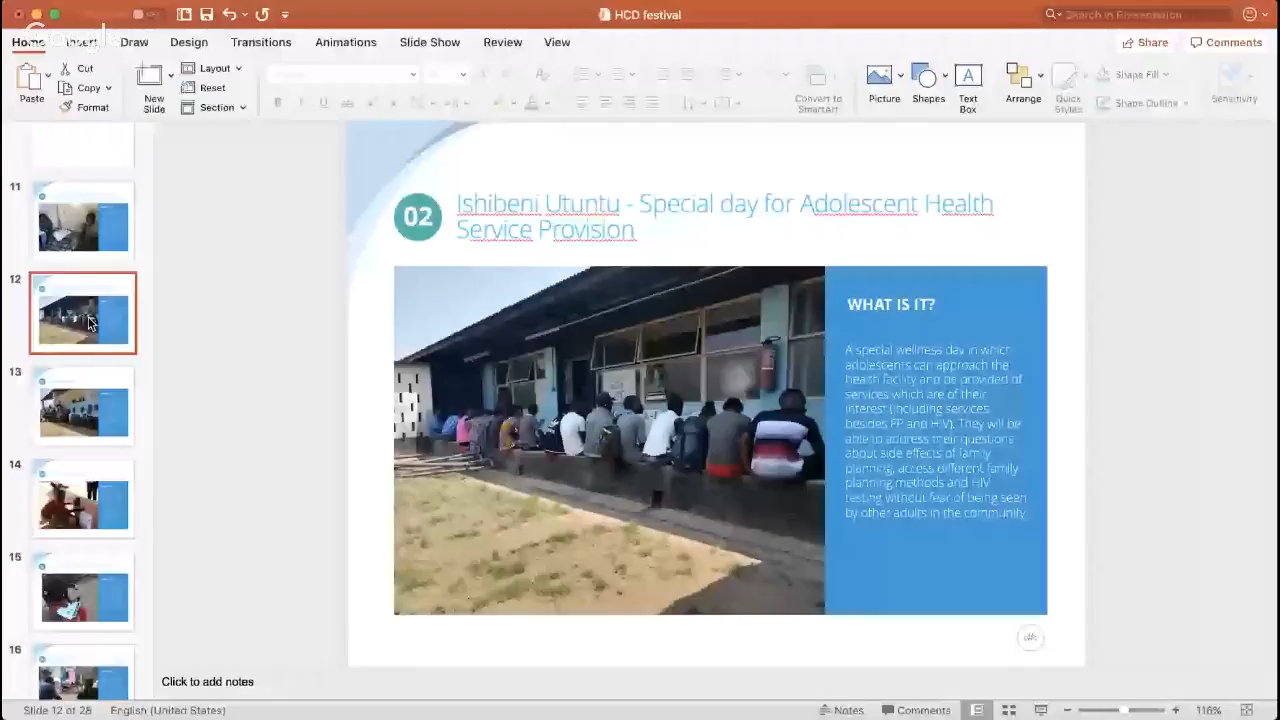 HCD festival
Search in Presentation
Google
Home Insert Draw Design Transitions Animations Slide Show Review View
Share Comments
Paste Cut Copy Format
New Slide
Layout
Reset
Section
Convert to SmartArt
Picture Shapes Text Box
Arrange Quick Styles
Shape Fill
Shape Outline
Sensitivity
11
12
13
14
15
16
02
Ishibeni Utuntu - Special day for Adolescent Health
Service Provision
WHAT IS IT?
A special wellness day in which
adolescents can approach the
health facility and be provided of
services which are of their
interest (including services
besides FP and HIV). They will be
able to address their questions
about side effects of family
planning, access different family
planning methods and HIV
testing without fear of being seen
by other adults in the community.
Click to add notes
Slide 12 of 28 English (United States)
Notes Comments 116%